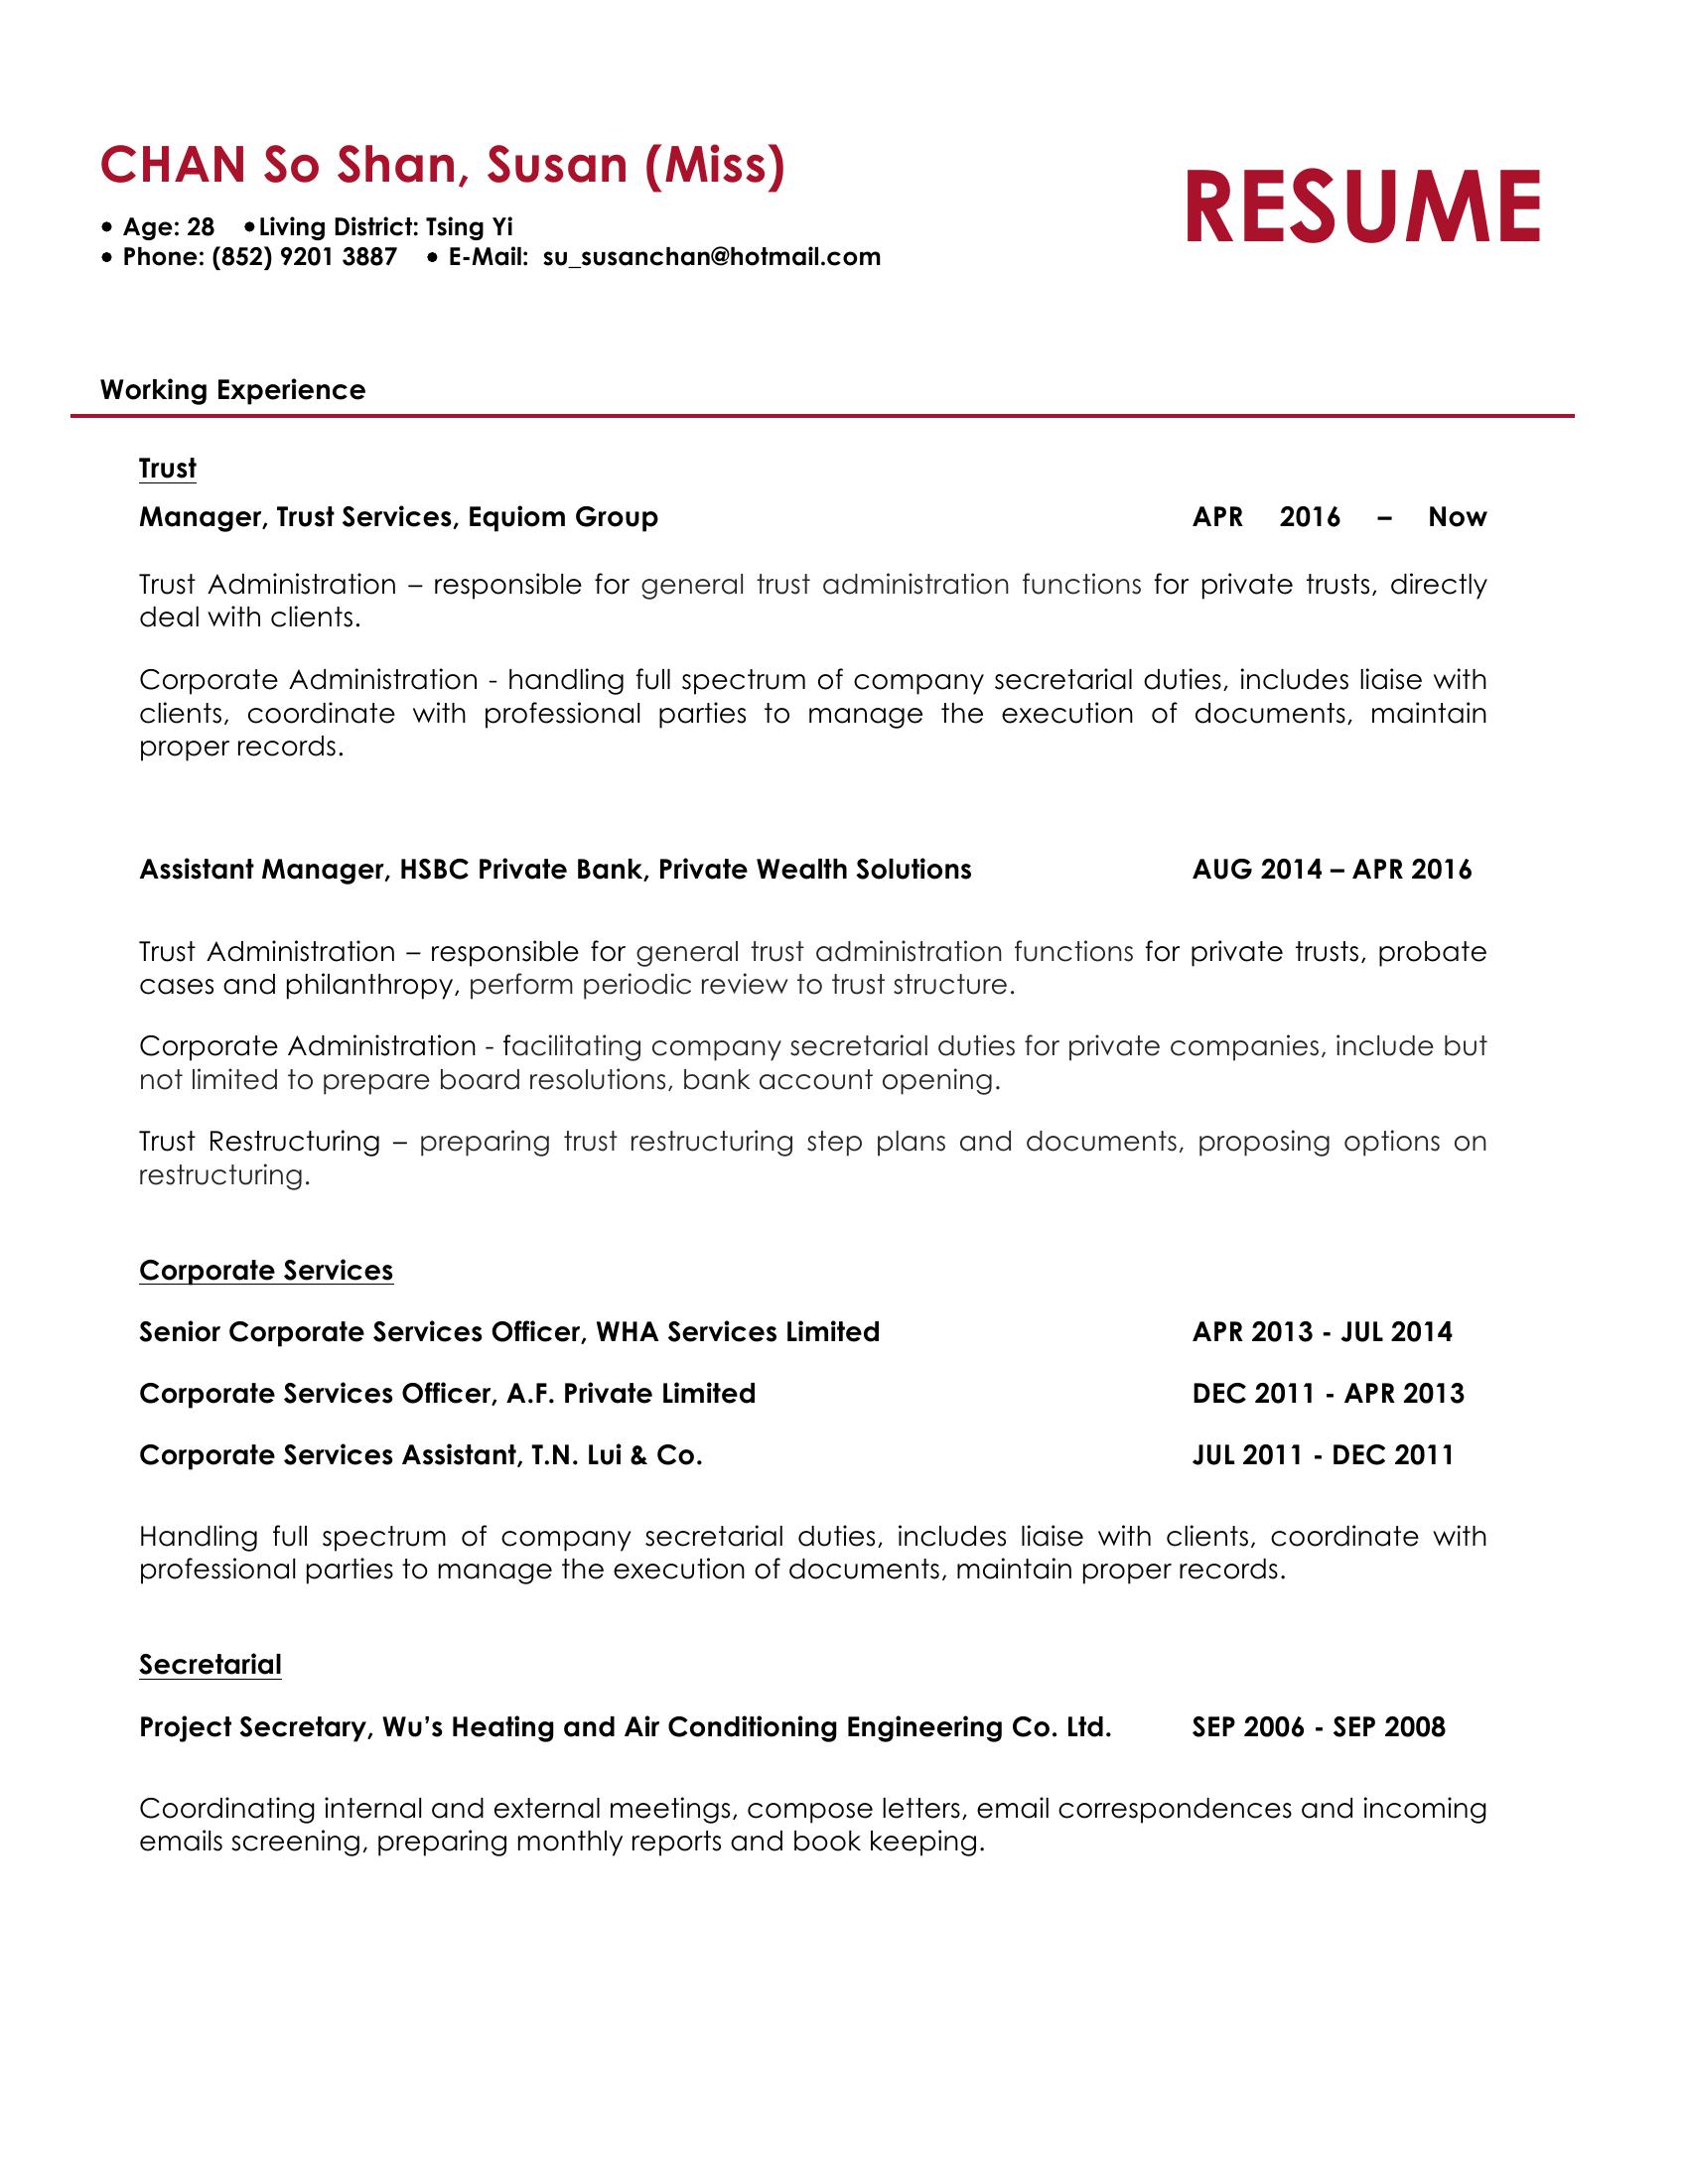 CHAN So Shan, Susan (Miss)
RESUME
• Age: 28 •Living District: Tsing Yi
• Phone: (852) 9201 3887 • E-Mail: su_susanchan@hotmail.com
Working Experience
Trust
Manager, Trust Services, Equiom Group APR 2016 – Now
Trust Administration – responsible for general trust administration functions for private trusts, directly
deal with clients.
Corporate Administration - handling full spectrum of company secretarial duties, includes liaise with
clients, coordinate with professional parties to manage the execution of documents, maintain
proper records.
Assistant Manager, HSBC Private Bank, Private Wealth Solutions AUG 2014 – APR 2016
Trust Administration – responsible for general trust administration functions for private trusts, probate
cases and philanthropy, perform periodic review to trust structure.
Corporate Administration - facilitating company secretarial duties for private companies, include but
not limited to prepare board resolutions, bank account opening.
Trust Restructuring – preparing trust restructuring step plans and documents, proposing options on
restructuring.
Corporate Services
Senior Corporate Services Officer, WHA Services Limited APR 2013 - JUL 2014
Corporate Services Officer, A.F. Private Limited DEC 2011 - APR 2013
Corporate Services Assistant, T.N. Lui & Co. JUL 2011 - DEC 2011
Handling full spectrum of company secretarial duties, includes liaise with clients, coordinate with
professional parties to manage the execution of documents, maintain proper records.
Secretarial
Project Secretary, Wu’s Heating and Air Conditioning Engineering Co. Ltd. SEP 2006 - SEP 2008
Coordinating internal and external meetings, compose letters, email correspondences and incoming
emails screening, preparing monthly reports and book keeping.